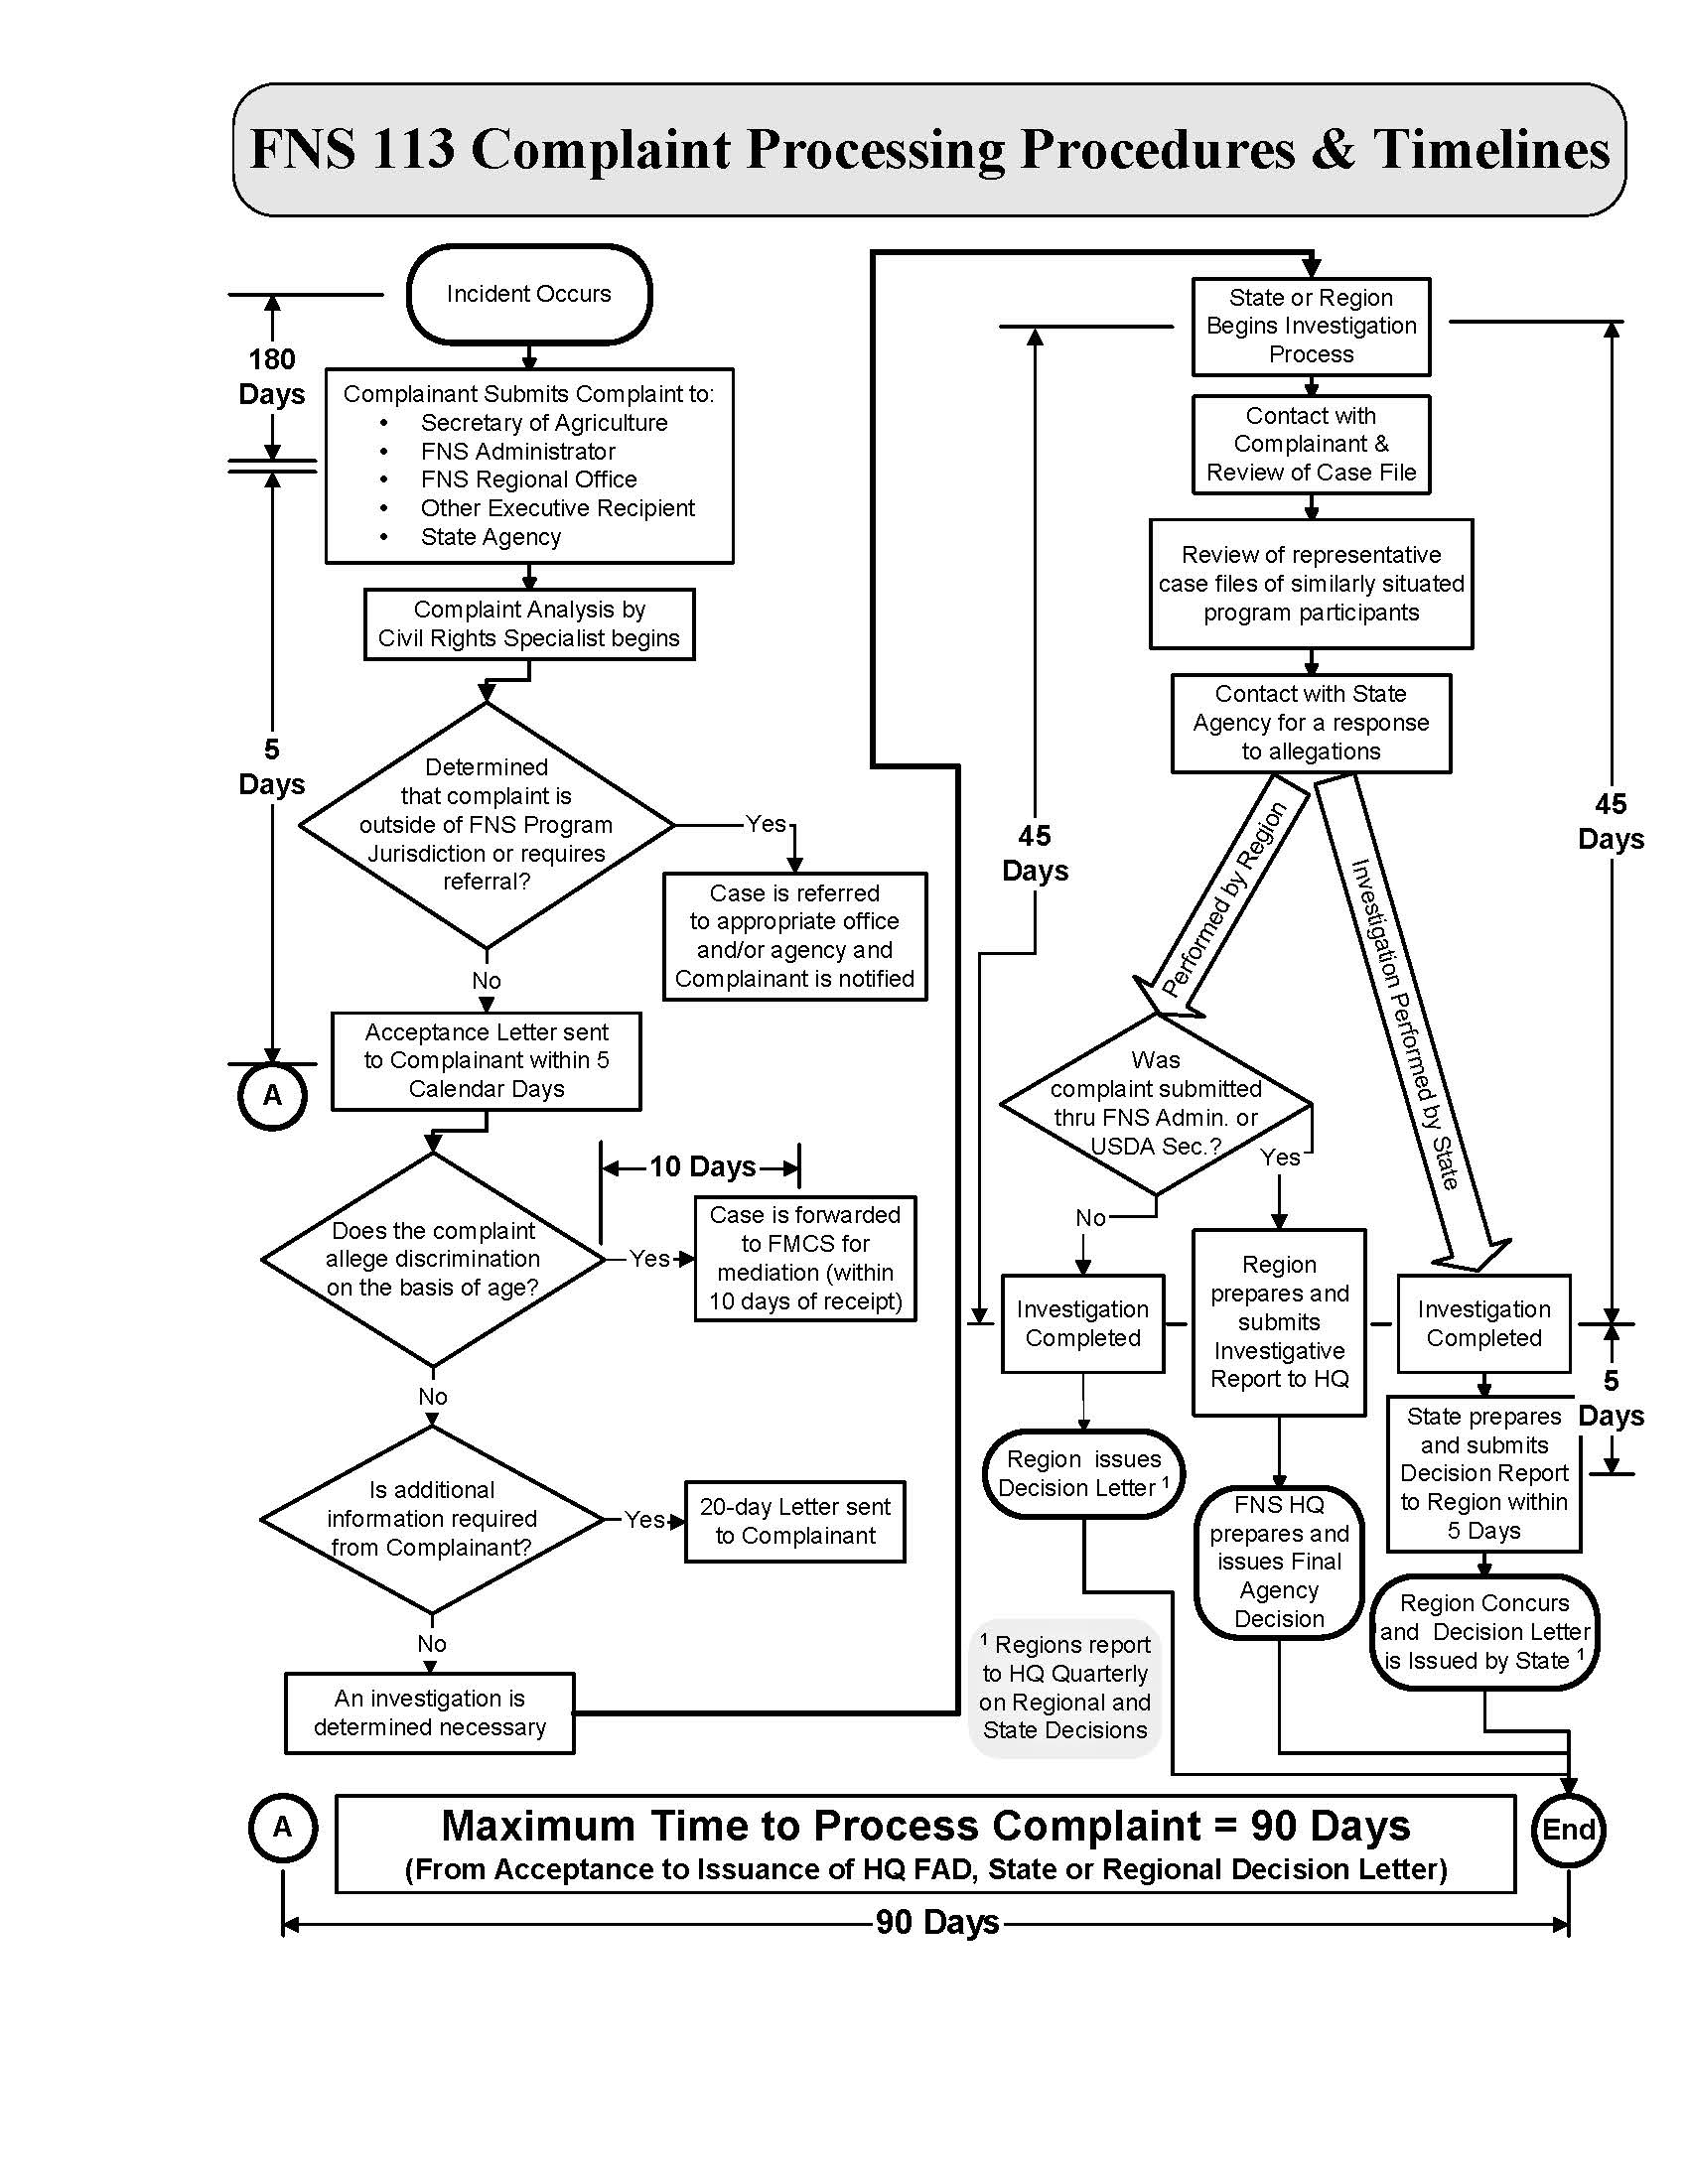 FNS 113 Complaint Processing Procedures & Timelines
Incident Occurs
180
Days
Complainant Submits Complaint to:
• Secretary of Agriculture
• FNS Administrator
• FNS Regional Office
• Other Executive Recipient
• State Agency
Complaint Analysis by
Civil Rights Specialist begins
5
Days
Determined
that complaint is
outside of FNS Program
Jurisdiction or requires
referral?
Yes
Case is referred
to appropriate office
and/or agency and
Complainant is notified
No
Acceptance Letter sent
to Complainant within 5
Calendar Days
A
Does the complaint
allege discrimination
on the basis of age?
10 Days
Yes
Case is forwarded
to FMCS for
mediation (within
10 days of receipt)
No
Is additional
information required
from Complainant?
Yes
20-day Letter sent
to Complainant
No
An investigation is
determined necessary
State or Region
Begins Investigation
Process
Contact with
Complainant &
Review of Case File
Review of representative
case files of similarly situated
program participants
Contact with State
Agency for a response
to allegations
45
Days
45
Days
Performed by Region
Investigation Performed by State
Was
complaint submitted
thru FNS Admin. or
USDA Sec.?
Yes
No
Investigation
Completed
Region issues
Decision Letter 1
Region
prepares and
submits
Investigative
Report to HQ
FNS HQ
prepares and
issues Final
Agency
Decision
Investigation
Completed
5
Days
State prepares
and submits
Decision Report
to Region within
5 Days
Region Concurs
and Decision Letter
is Issued by State 1
1 Regions report
to HQ Quarterly
on Regional and
State Decisions
A
Maximum Time to Process Complaint = 90 Days
(From Acceptance to Issuance of HQ FAD, State or Regional Decision Letter)
End
90 Days